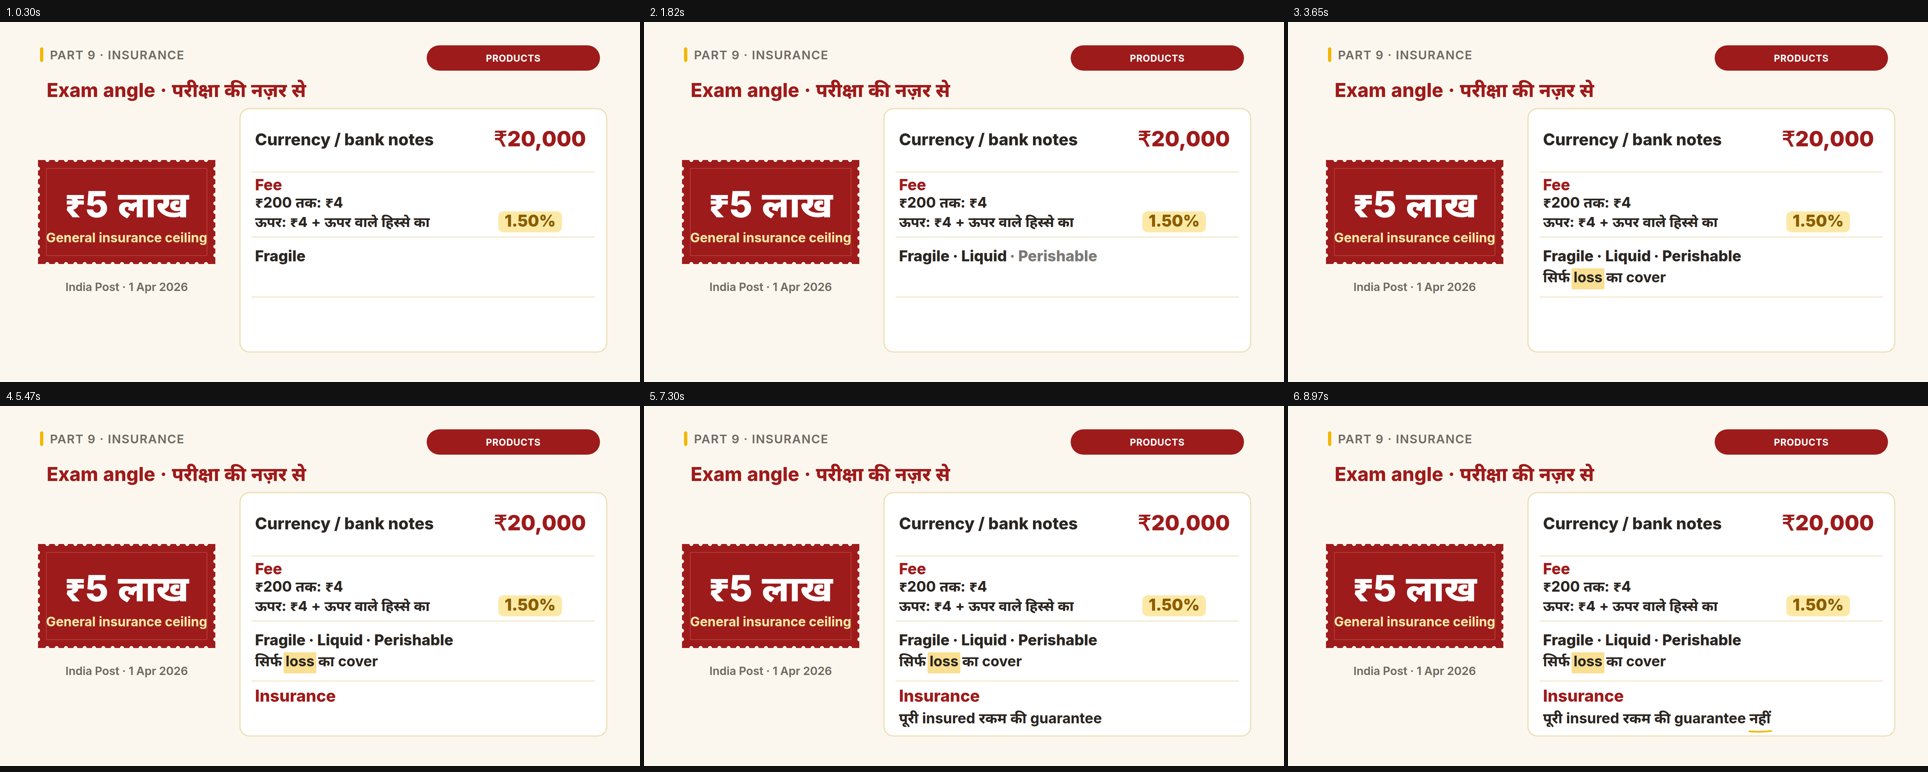 1. 0.30s
PART 9 · INSURANCE
PRODUCTS
Exam angle · परीक्षा की नज़र से
₹5 लाख
General insurance ceiling
India Post · 1 Apr 2026
Currency / bank notes ₹20,000
Fee
₹200 तक: ₹4
ऊपर: ₹4 + ऊपर वाले हिस्से का 1.50%
Fragile
2. 1.82s
PART 9 · INSURANCE
PRODUCTS
Exam angle · परीक्षा की नज़र से
₹5 लाख
General insurance ceiling
India Post · 1 Apr 2026
Currency / bank notes ₹20,000
Fee
₹200 तक: ₹4
ऊपर: ₹4 + ऊपर वाले हिस्से का 1.50%
Fragile · Liquid · Perishable
3. 3.65s
PART 9 · INSURANCE
PRODUCTS
Exam angle · परीक्षा की नज़र से
₹5 लाख
General insurance ceiling
India Post · 1 Apr 2026
Currency / bank notes ₹20,000
Fee
₹200 तक: ₹4
ऊपर: ₹4 + ऊपर वाले हिस्से का 1.50%
Fragile · Liquid · Perishable
सिर्फ loss का cover
4. 5.47s
PART 9 · INSURANCE
PRODUCTS
Exam angle · परीक्षा की नज़र से
₹5 लाख
General insurance ceiling
India Post · 1 Apr 2026
Currency / bank notes ₹20,000
Fee
₹200 तक: ₹4
ऊपर: ₹4 + ऊपर वाले हिस्से का 1.50%
Fragile · Liquid · Perishable
सिर्फ loss का cover
Insurance
5. 7.30s
PART 9 · INSURANCE
PRODUCTS
Exam angle · परीक्षा की नज़र से
₹5 लाख
General insurance ceiling
India Post · 1 Apr 2026
Currency / bank notes ₹20,000
Fee
₹200 तक: ₹4
ऊपर: ₹4 + ऊपर वाले हिस्से का 1.50%
Fragile · Liquid · Perishable
सिर्फ loss का cover
Insurance
पूरी insured रकम की guarantee
6. 8.97s
PART 9 · INSURANCE
PRODUCTS
Exam angle · परीक्षा की नज़र से
₹5 लाख
General insurance ceiling
India Post · 1 Apr 2026
Currency / bank notes ₹20,000
Fee
₹200 तक: ₹4
ऊपर: ₹4 + ऊपर वाले हिस्से का 1.50%
Fragile · Liquid · Perishable
सिर्फ loss का cover
Insurance
पूरी insured रकम की guarantee नहीं